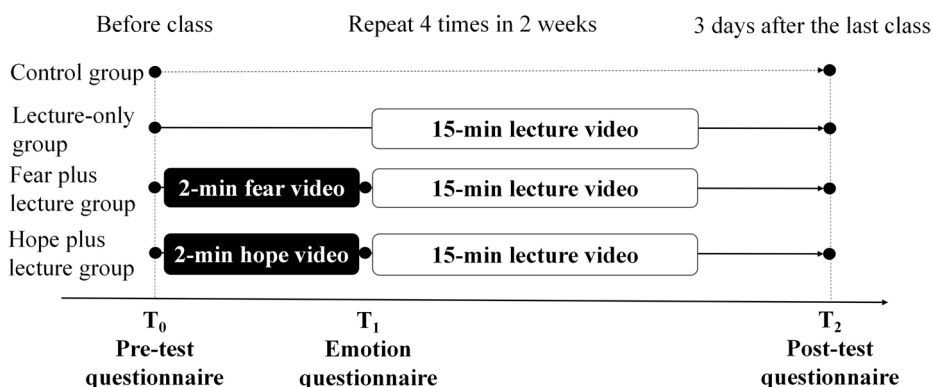 Before class
Repeat 4 times in 2 weeks
3 days after the last class
Control group
Lecture-only
group
15-min lecture video
Fear plus
lecture group
2-min fear video
15-min lecture video
Hope plus
lecture group
2-min hope video
15-min lecture video
T₀
Pre-test
questionnaire
T₁
Emotion
questionnaire
T₂
Post-test
questionnaire